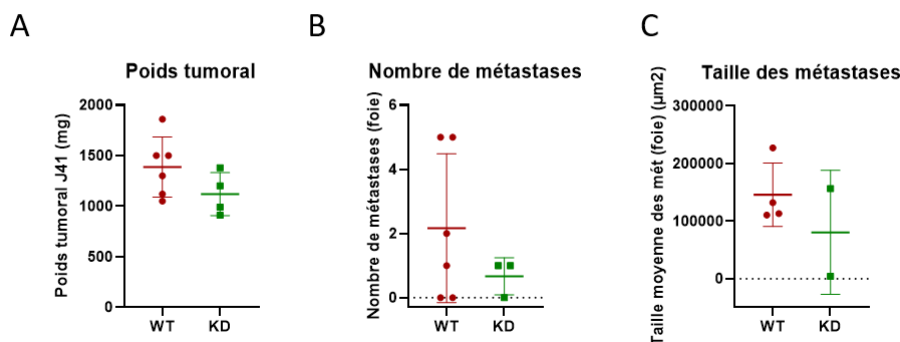 A
B
C
Poids tumoral
Nombre de métastases
Taille des métastases
Poids tumoral J41 (mg)
2000
1500
1000
500
0
WT
KD
Nombre de métastases (foie)
6
4
2
0
WT
KD
Taille moyenne des mét (foie) (µm2)
300000
200000
100000
0
WT
KD